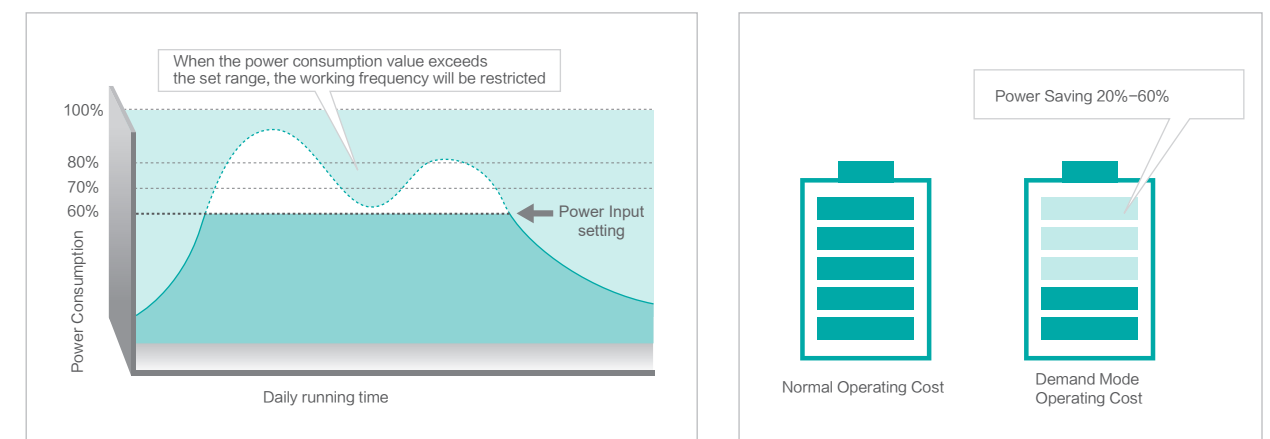 When the power consumption value exceeds
the set range, the working frequency will be restricted
100%
80%
70%
60%
Power Input
setting
Power Consumption
Daily running time
Power Saving 20%–60%
Normal Operating Cost
Demand Mode
Operating Cost